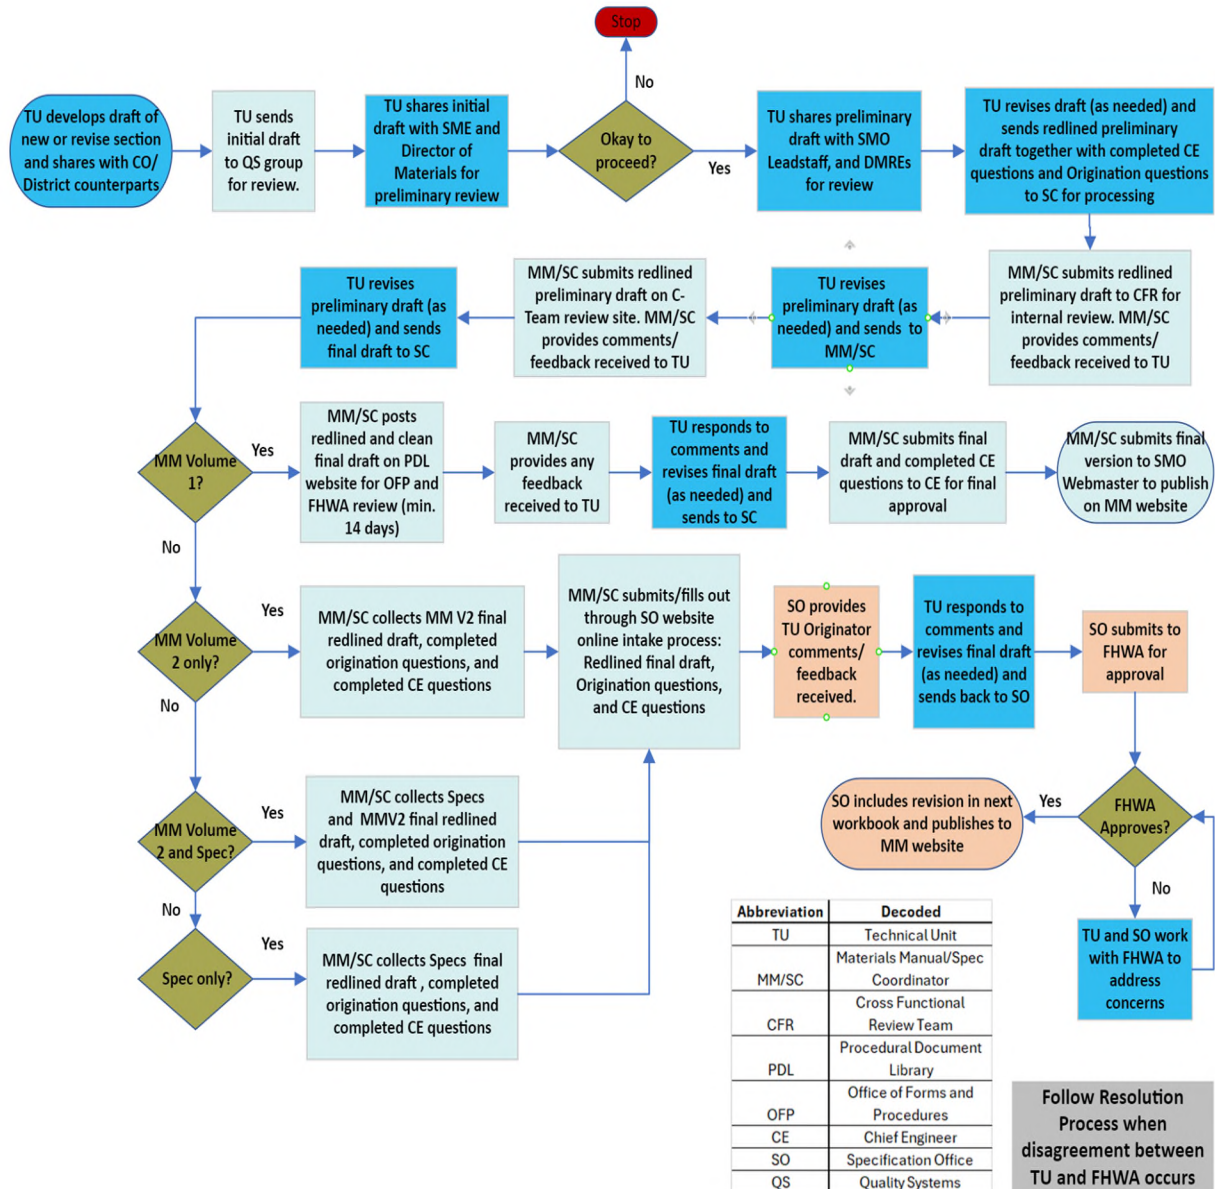 Stop
No
TU develops draft of
new or revise section
and shares with CO/
District counterparts
TU sends
initial draft
to QS group
for review.
TU shares initial
draft with SME and
Director of
Materials for
preliminary review
Okay to
proceed?
Yes
TU shares preliminary
draft with SMO
Leadstaff, and DMREs
for review
TU revises draft (as needed) and
sends redlined preliminary
draft together with completed CE
questions and Origination questions
to SC for processing
MM/SC submits redlined
preliminary draft to CFR for
internal review. MM/SC
provides comments/
feedback received to TU
TU revises
preliminary draft (as
needed) and sends to
MM/SC
MM/SC submits redlined
preliminary draft on C-
Team review site. MM/SC
provides comments/
feedback received to TU
TU revises
preliminary draft (as
needed) and sends
final draft to SC
MM Volume
1?
Yes
No
MM/SC posts
redlined and clean
final draft on PDL
website for OFP and
FHWA review (min.
14 days)
MM/SC
provides any
feedback
received to TU
TU responds to
comments and
revises final draft
(as needed) and
sends to SC
MM/SC submits final
draft and completed CE
questions to CE for final
approval
MM/SC submits final
version to SMO
Webmaster to publish
on MM website
MM Volume
2 only?
Yes
No
MM/SC collects MM V2 final
redlined draft, completed
origination questions, and
completed CE questions
MM/SC submits/fills out
through SO website
online intake process:
Redlined final draft,
Origination questions,
and CE questions
SO provides
TU Originator
comments/
feedback
received.
TU responds to
comments and
revises final draft
(as needed) and
sends back to SO
SO submits to
FHWA for
approval
MM Volume
2 and Spec?
Yes
No
MM/SC collects Specs
and MMV2 final redlined
draft, completed origination
questions, and completed CE
questions
SO includes revision in next
workbook and publishes to
MM website
Yes
FHWA
Approves?
No
TU and SO work
with FHWA to
address
concerns
Spec only?
Yes
MM/SC collects Specs final
redlined draft , completed
origination questions, and
completed CE questions
Abbreviation Decoded
TU Technical Unit
Materials Manual/Spec
MM/SC Coordinator
Cross Functional
CFR Review Team
Procedural Document
PDL Library
Office of Forms and
OFP Procedures
CE Chief Engineer
SO Specification Office
QS Quality Systems
Follow Resolution
Process when
disagreement between
TU and FHWA occurs